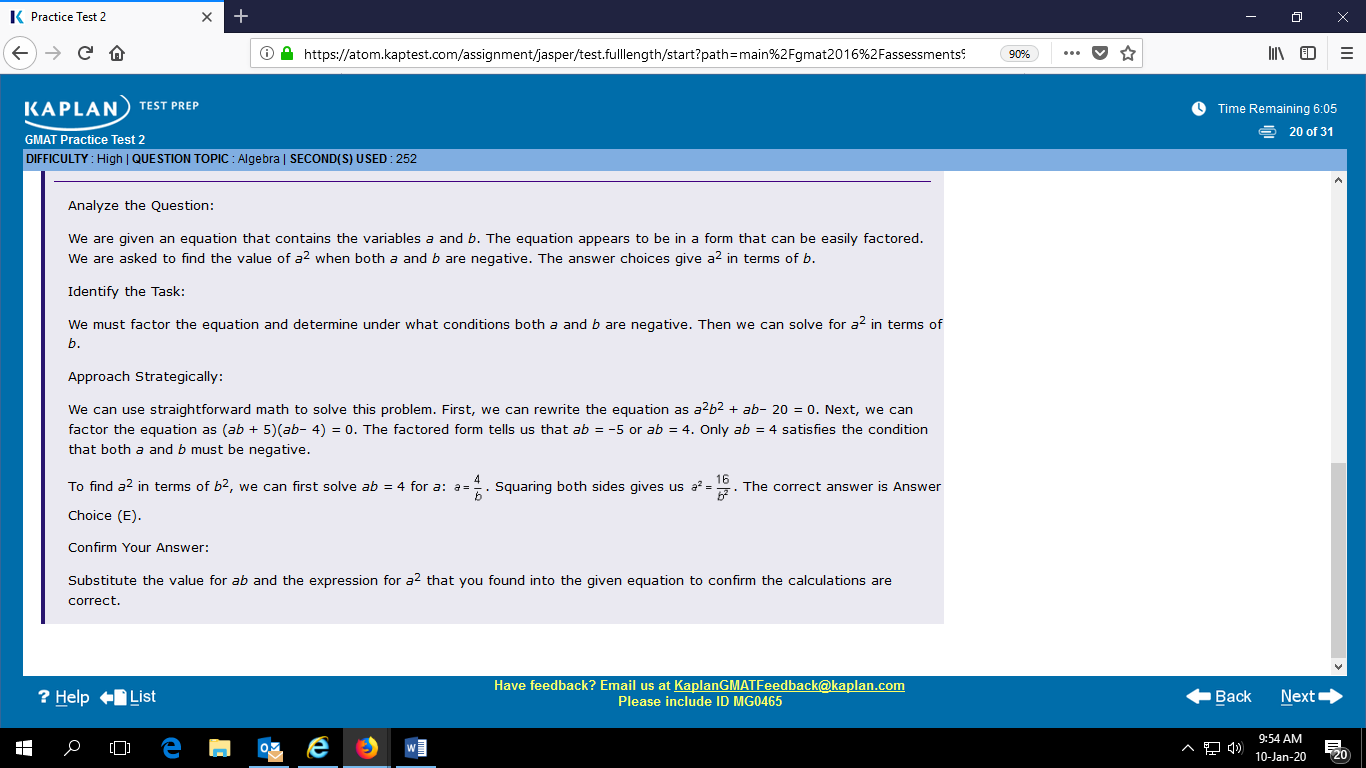 Practice Test 2
https://atom.kaptest.com/assignment/jasper/test.fulllength/start?path=main%2Fgmat2016%2Fassessments%
90%
KAPLAN TEST PREP
Time Remaining 6:05
GMAT Practice Test 2
20 of 31
DIFFICULTY : High | QUESTION TOPIC : Algebra | SECOND(S) USED : 252
Analyze the Question:
We are given an equation that contains the variables a and b. The equation appears to be in a form that can be easily factored.
We are asked to find the value of a² when both a and b are negative. The answer choices give a² in terms of b.
Identify the Task:
We must factor the equation and determine under what conditions both a and b are negative. Then we can solve for a² in terms of
b.
Approach Strategically:
We can use straightforward math to solve this problem. First, we can rewrite the equation as a²b² + ab− 20 = 0. Next, we can
factor the equation as (ab + 5)(ab− 4) = 0. The factored form tells us that ab = −5 or ab = 4. Only ab = 4 satisfies the condition
that both a and b must be negative.
To find a² in terms of b², we can first solve ab = 4 for a: a = 4/b. Squaring both sides gives us a² = 16/b². The correct answer is Answer
Choice (E).
Confirm Your Answer:
Substitute the value for ab and the expression for a² that you found into the given equation to confirm the calculations are
correct.
Have feedback? Email us at KaplanGMATFeedback@kaplan.com
Please include ID MG0465
? Help List
Back Next
9:54 AM
10-Jan-20
20